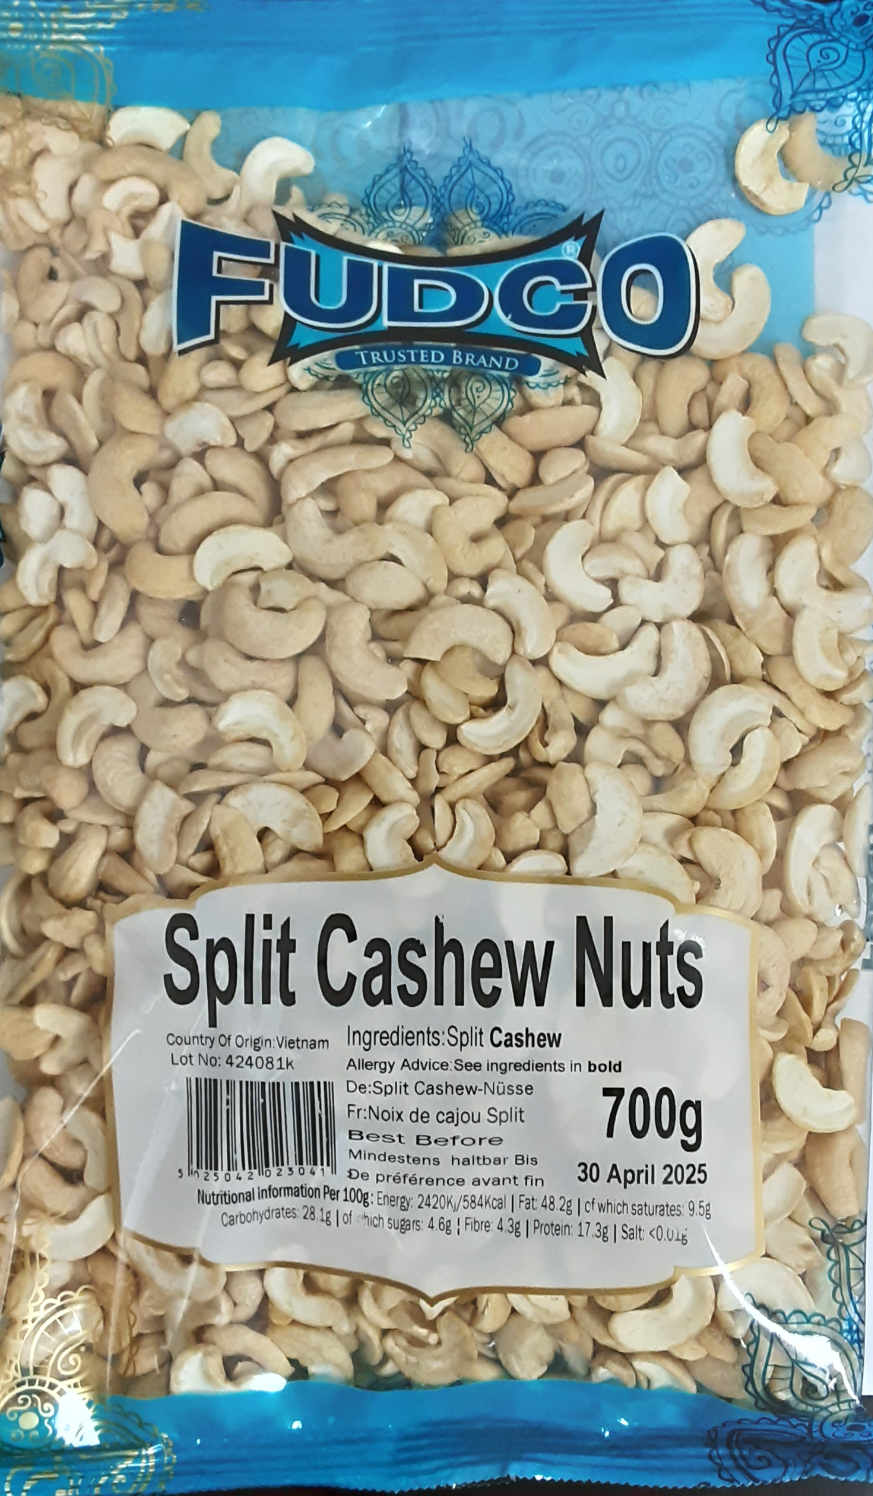 FUDCO®
TRUSTED BRAND
Split Cashew Nuts
Country Of Origin:Vietnam
Lot No: 424081k
Ingredients:Split Cashew
Allergy Advice:See ingredients in bold
De:Split Cashew-Nüsse
Fr:Noix de cajou Split
700g
Best Before
Mindestens haltbar Bis
De préférence avant fin
30 April 2025
5 025042 023041
Nutritional Information Per 100g: Energy: 2420Kj/584Kcal | Fat: 48.2g | of which saturates: 9.5g
Carbohydrates: 28.1g | of which sugars: 4.6g | Fibre: 4.3g | Protein: 17.3g | Salt: <0.01g